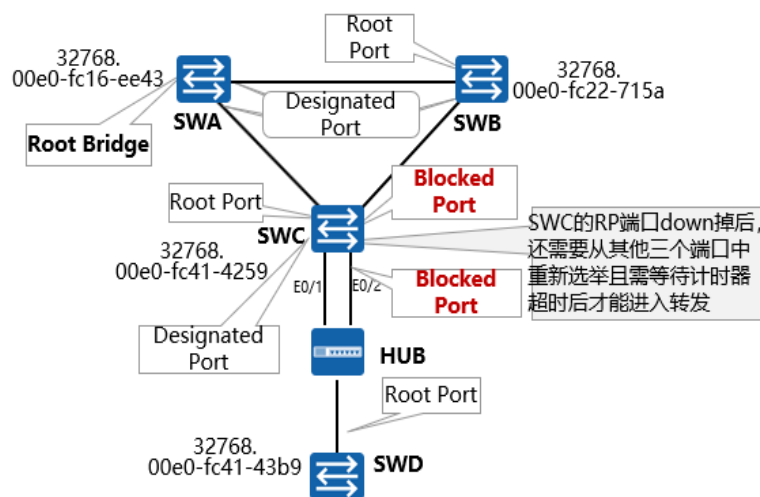 Root
Port
32768.
00e0-fc16-ee43
32768.
00e0-fc22-715a
Designated
Port
SWA
SWB
Root Bridge
Blocked
Port
Root Port
SWC
SWC的RP端口down掉后,
还需要从其他三个端口中
重新选举且需等待计时器
超时后才能进入转发
32768.
00e0-fc41-4259
E0/1
E0/2
Blocked
Port
Designated
Port
HUB
Root Port
32768.
00e0-fc41-43b9
SWD